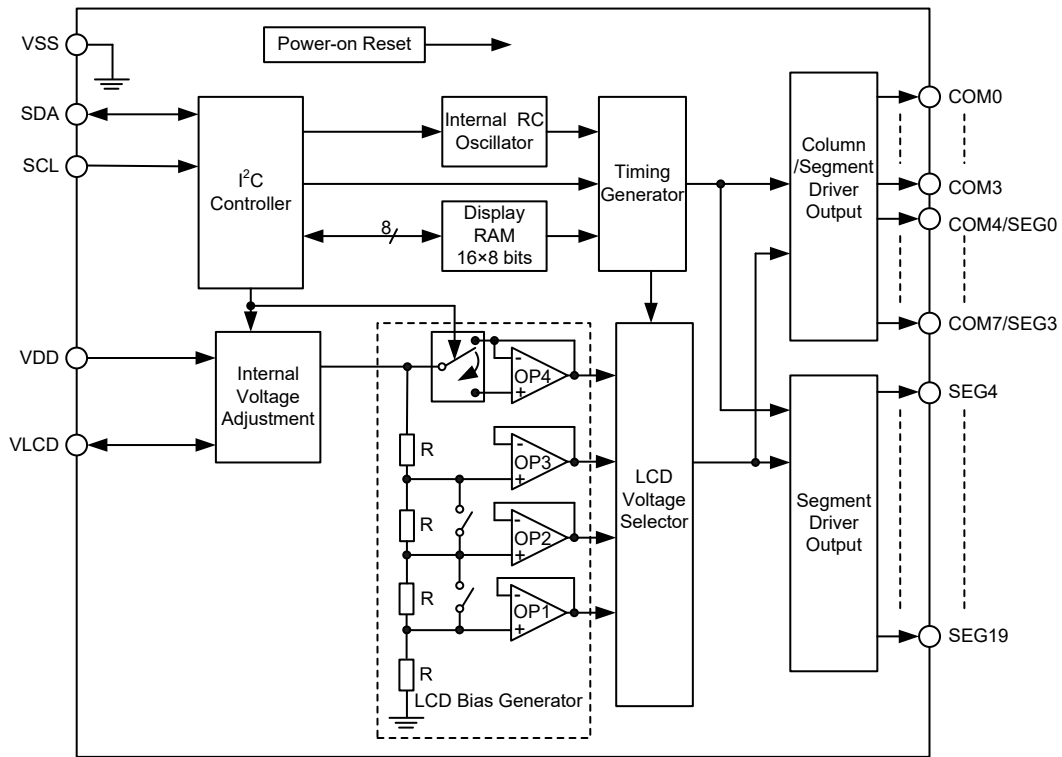 VSS
Power-on Reset
SDA
SCL
I²C
Controller
Internal RC
Oscillator
8
Display
RAM
16×8 bits
Timing
Generator
Column
/Segment
Driver
Output
COM0
COM3
COM4/SEG0
COM7/SEG3
VDD
VLCD
Internal
Voltage
Adjustment
R
R
R
R
-
OP4
+
-
OP3
+
-
OP2
+
-
OP1
+
LCD Bias Generator
LCD
Voltage
Selector
Segment
Driver
Output
SEG4
SEG19